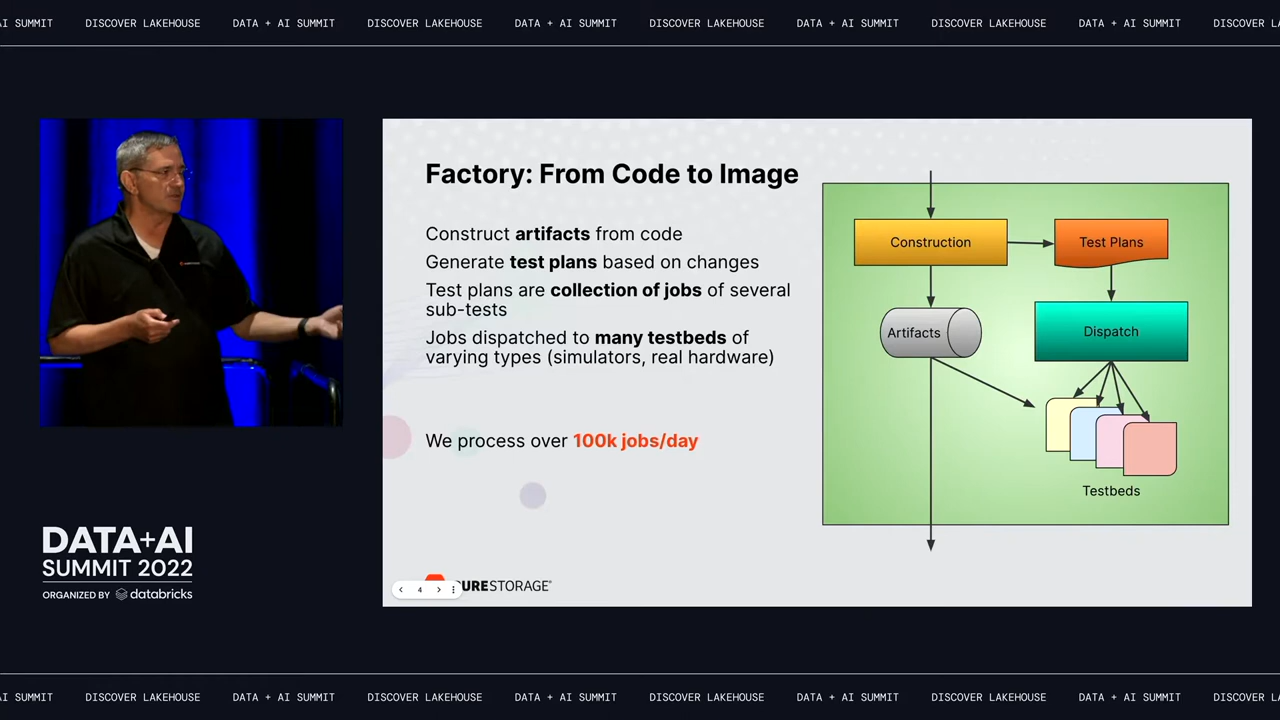 AI SUMMIT DISCOVER LAKEHOUSE DATA + AI SUMMIT DISCOVER LAKEHOUSE DATA + AI SUMMIT DISCOVER LAKEHOUSE DATA + AI SUMMIT DISCOVER LAKEHOUSE DATA + AI SUMMIT DISCOVER LA
Factory: From Code to Image
Construct artifacts from code
Generate test plans based on changes
Test plans are collection of jobs of several
sub-tests
Jobs dispatched to many testbeds of
varying types (simulators, real hardware)
We process over 100k jobs/day
Construction
Test Plans
Artifacts
Dispatch
Testbeds
4
URESTORAGE®
DATA+AI
SUMMIT 2022
ORGANIZED BY databricks
AI SUMMIT DISCOVER LAKEHOUSE DATA + AI SUMMIT DISCOVER LAKEHOUSE DATA + AI SUMMIT DISCOVER LAKEHOUSE DATA + AI SUMMIT DISCOVER LAKEHOUSE DATA + AI SUMMIT DISCOVER LA